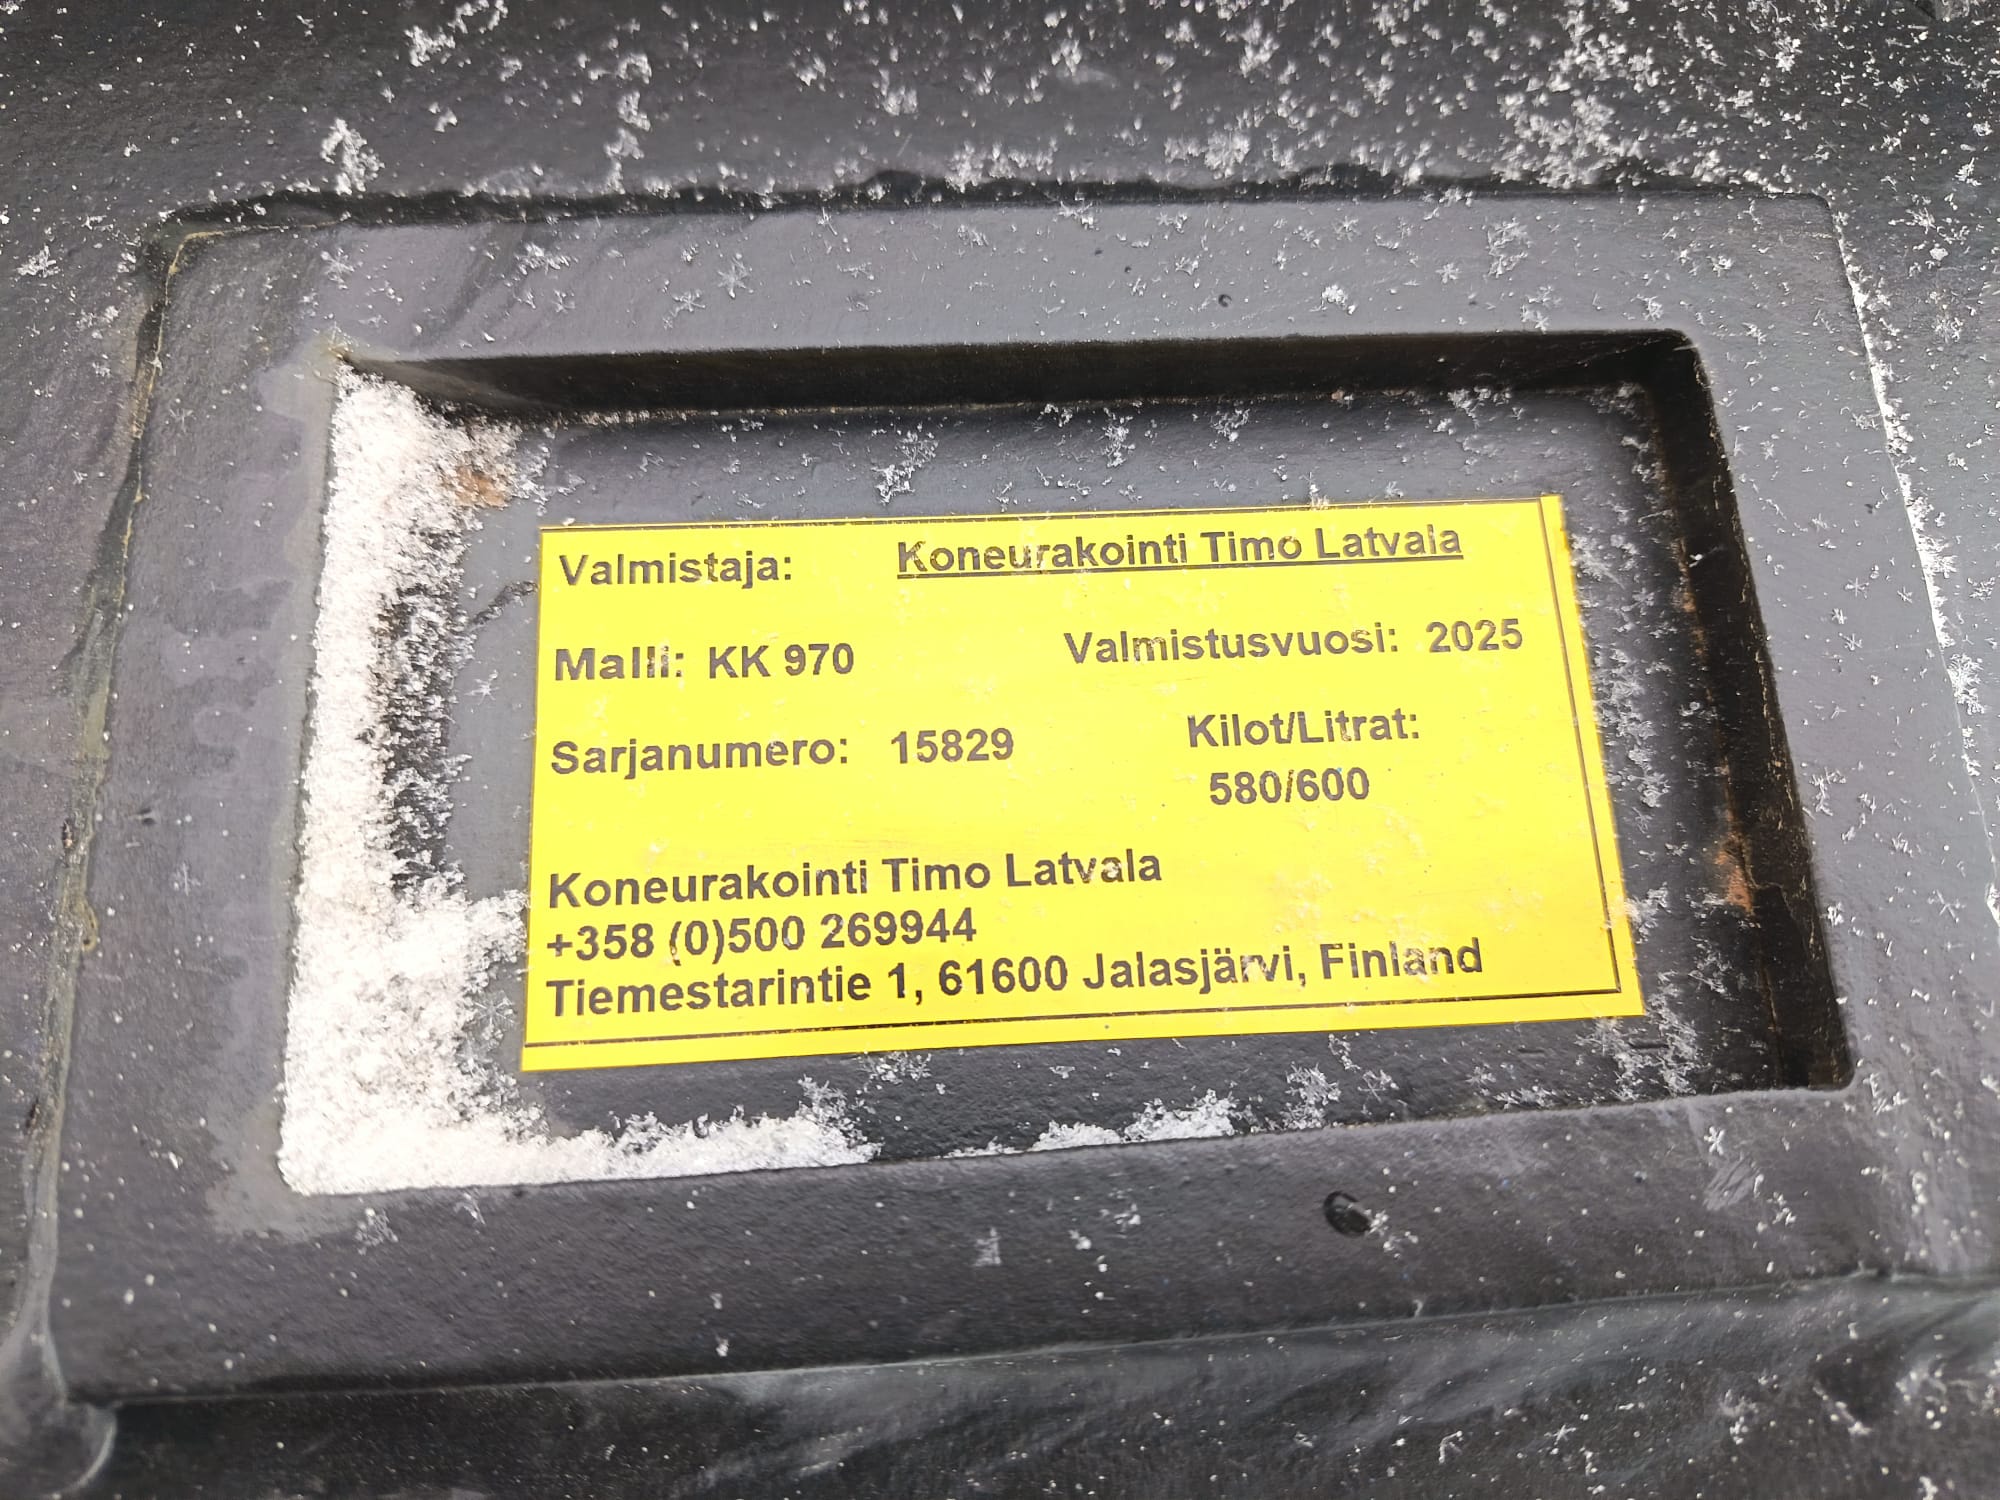 Valmistaja: Koneurakointi Timo Latvala
Malli: KK 970 Valmistusvuosi: 2025
Sarjanumero: 15829 Kilot/Litrat:
580/600
Koneurakointi Timo Latvala
+358 (0)500 269944
Tiemestarintie 1, 61600 Jalasjärvi, Finland